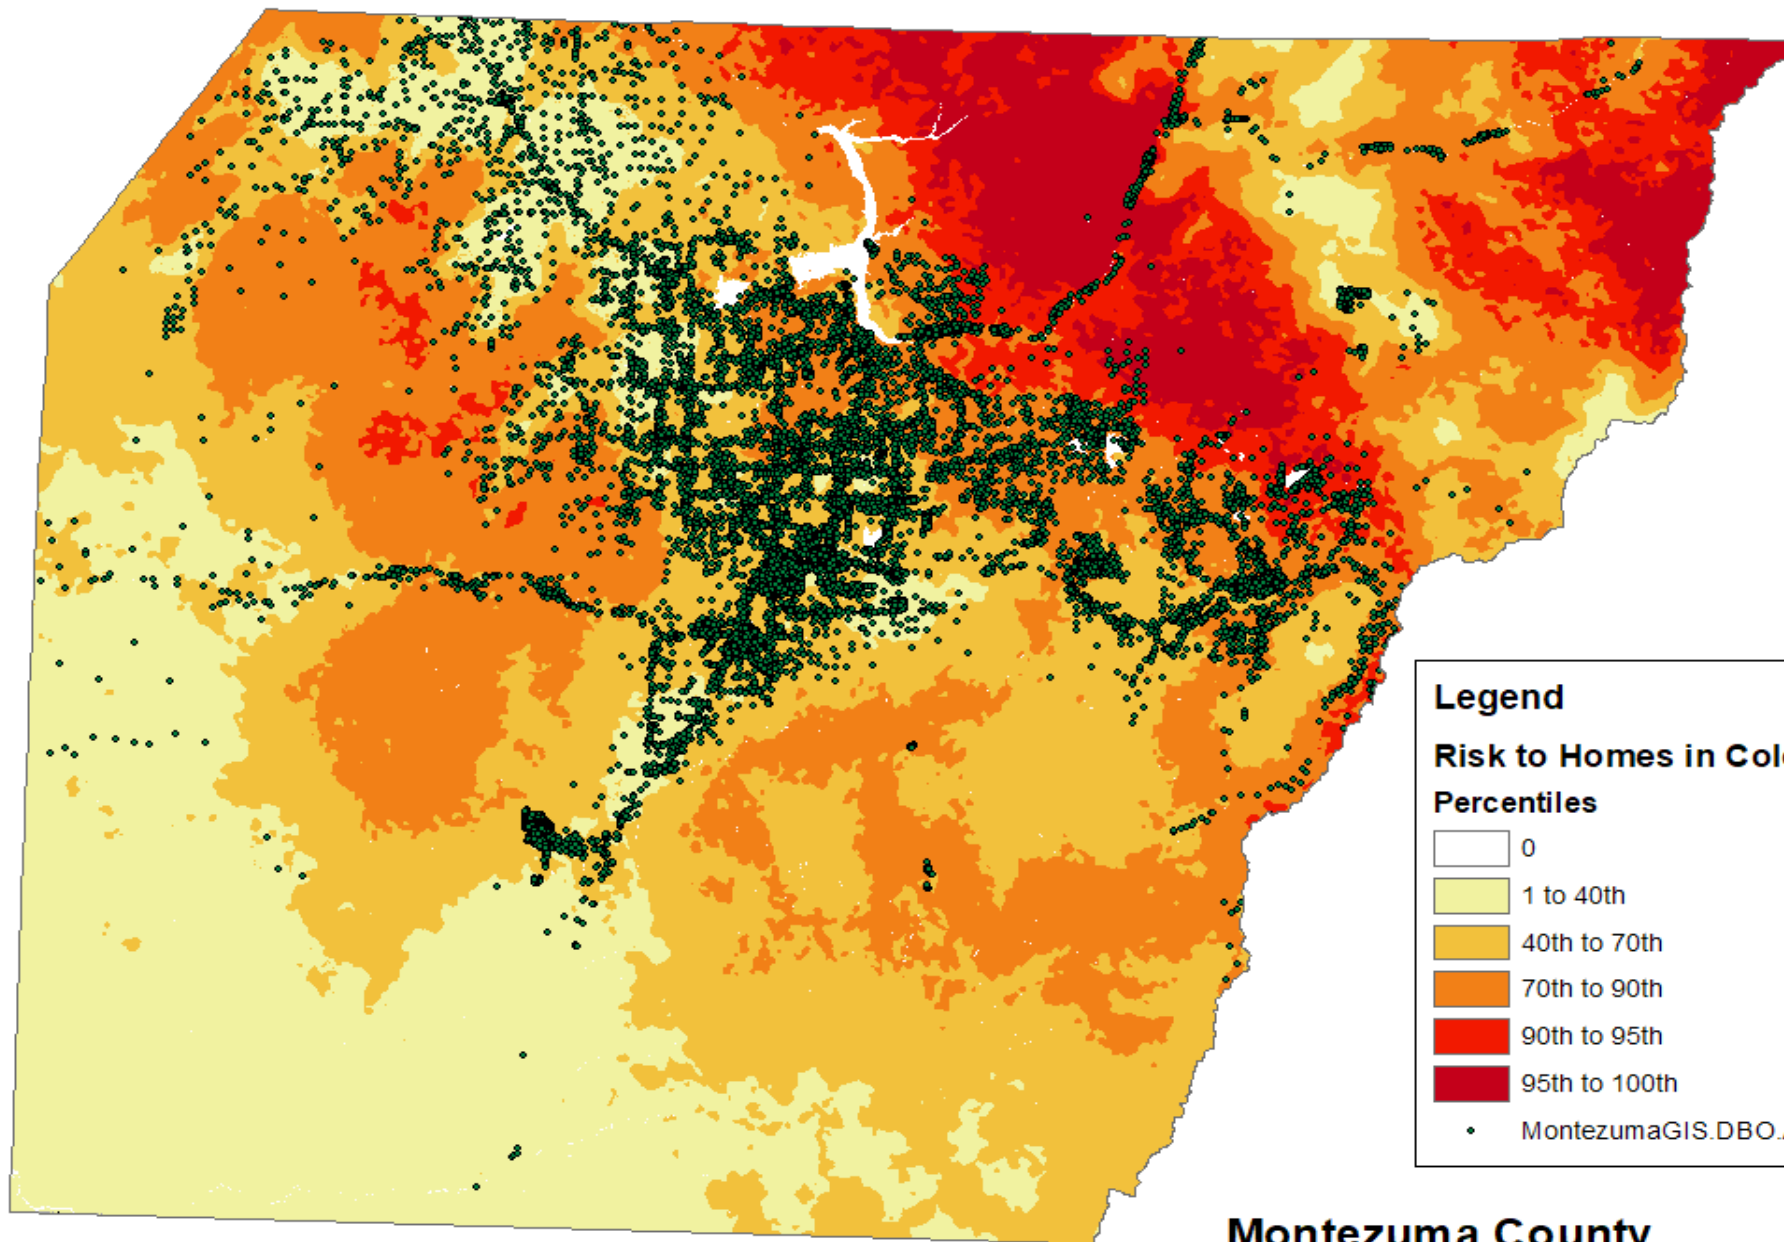 Legend
Risk to Homes in Col
Percentiles
0
1 to 40th
40th to 70th
70th to 90th
90th to 95th
95th to 100th
MontezumaGIS.DBO.
Montezuma County